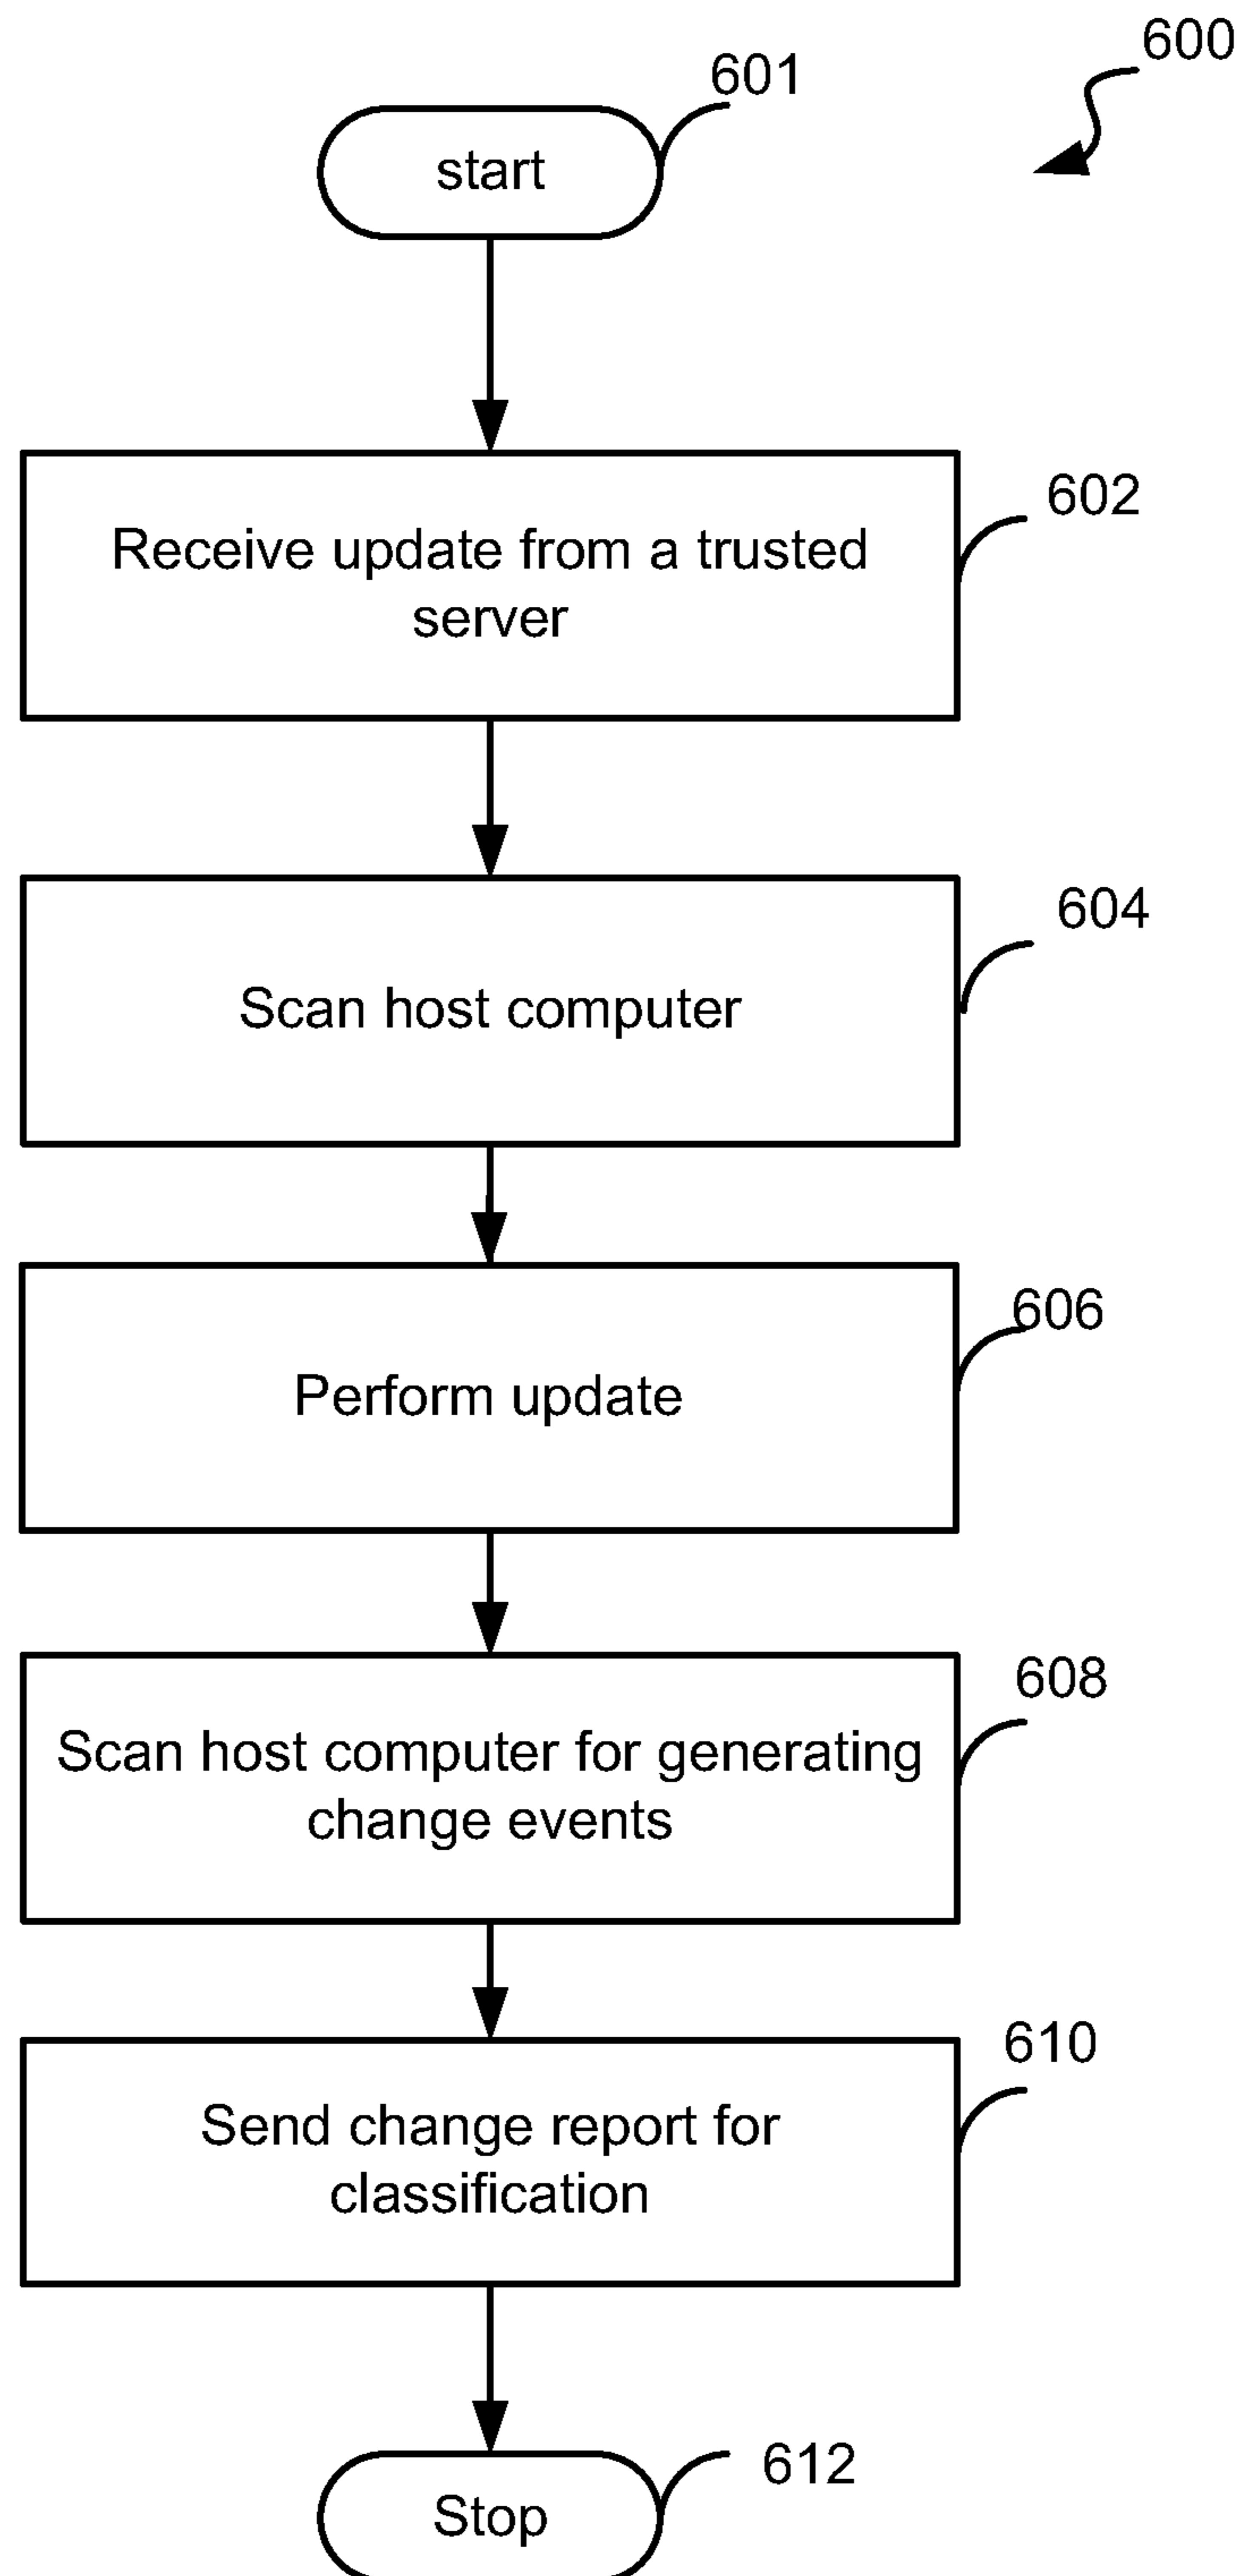 600
601
start
602
Receive update from a trusted
server
604
Scan host computer
606
Perform update
608
Scan host computer for generating
change events
610
Send change report for
classification
612
Stop